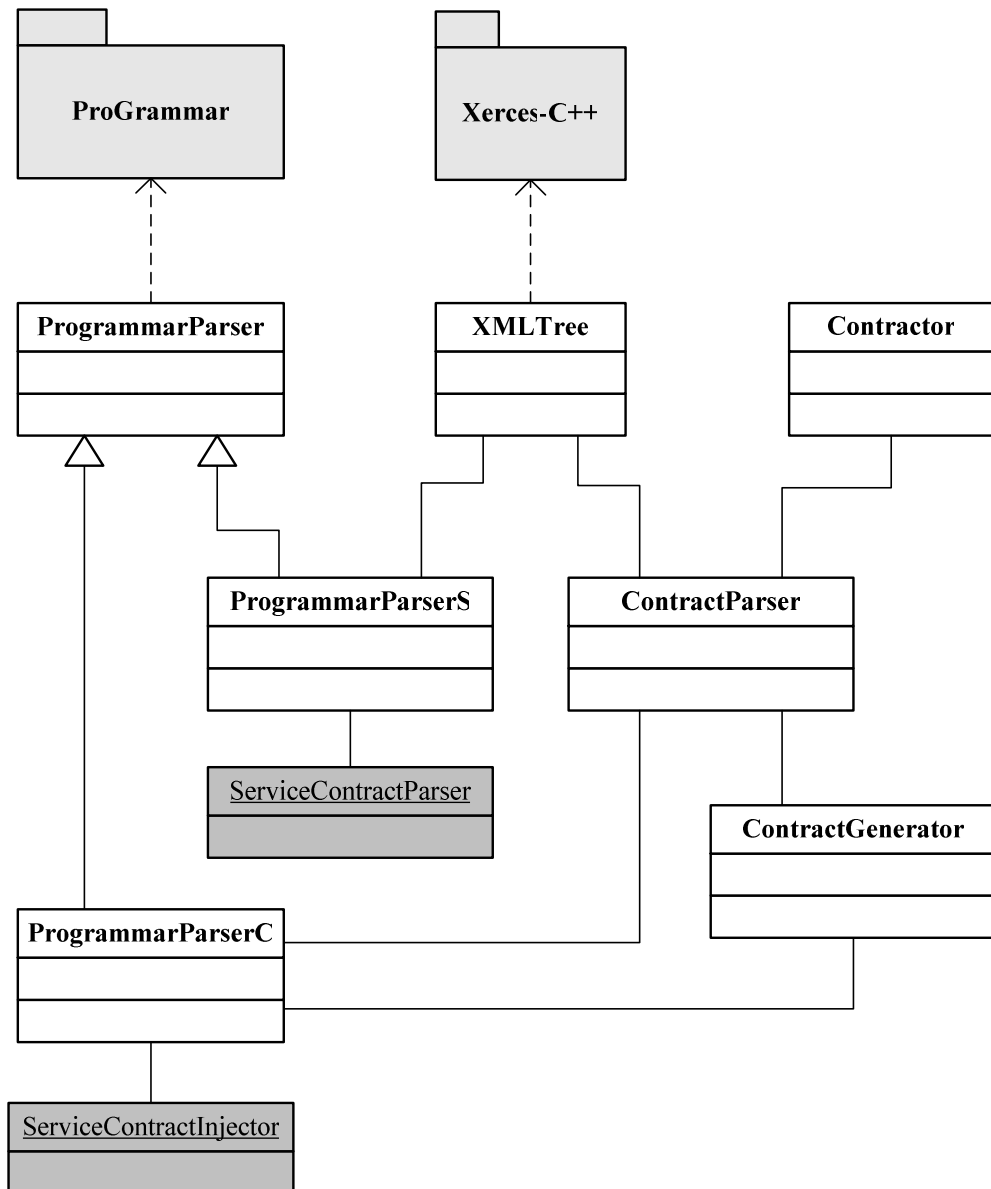 ProGrammar
Xerces-C++
ProgrammarParser
XMLTree
Contractor
ProgrammarParserS
ContractParser
ServiceContractParser
ContractGenerator
ProgrammarParserC
ServiceContractInjector